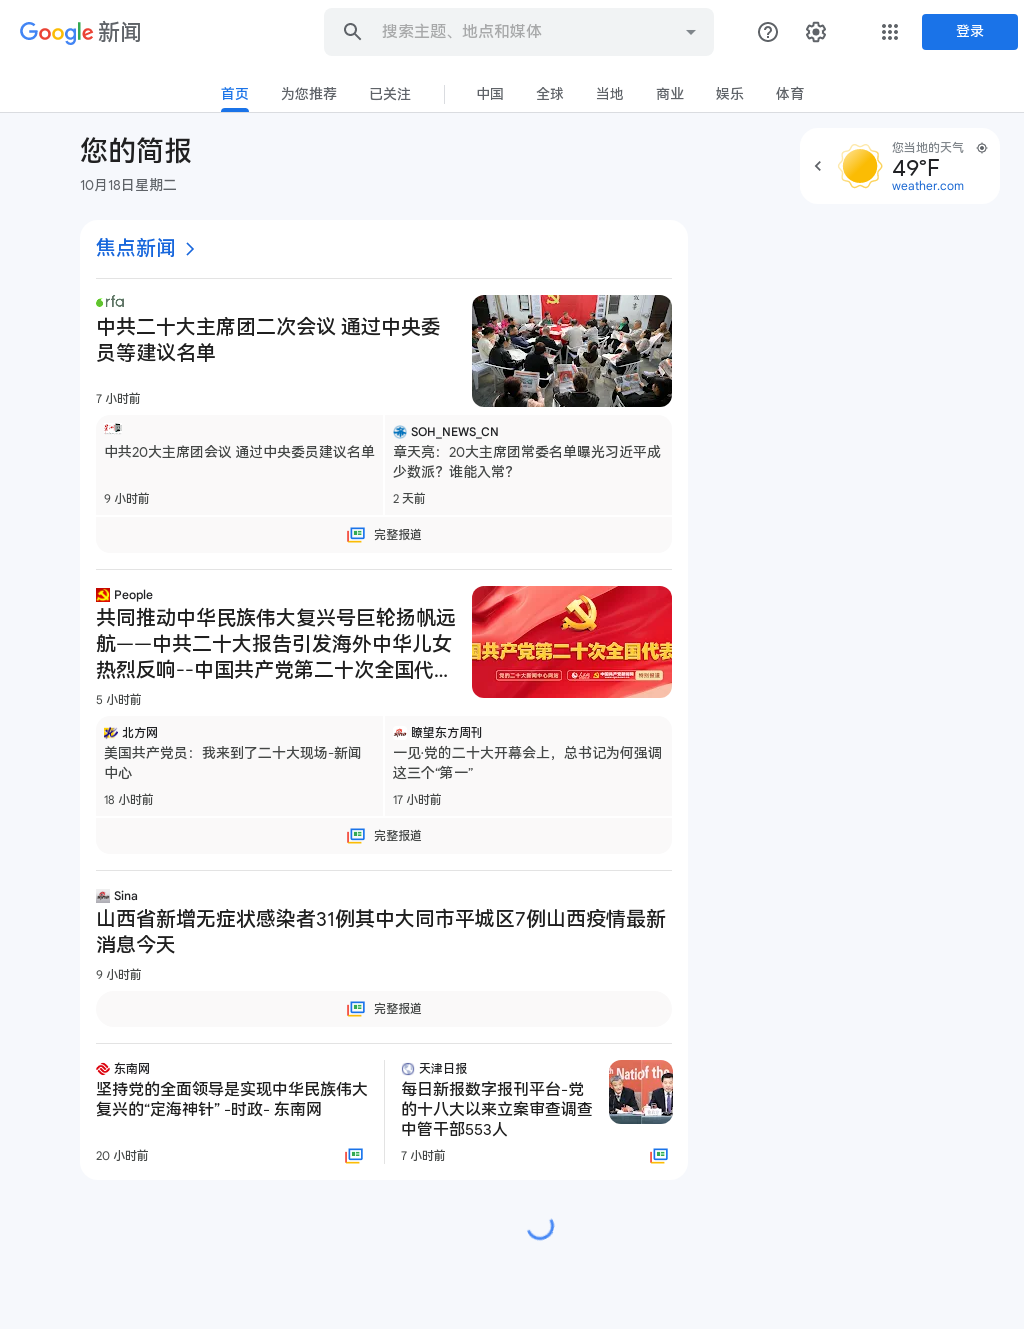 Google 新闻
搜索主题、地点和媒体
登录
首页
为您推荐
已关注
中国
全球
当地
商业
娱乐
体育
您的简报
10月18日星期二
您当地的天气
49°F
weather.com
焦点新闻
rfa
中共二十大主席团二次会议 通过中央委
员等建议名单
7 小时前
中共20大主席团会议 通过中央委员建议名单
9 小时前
SOH_NEWS_CN
章天亮：20大主席团常委名单曝光习近平成
少数派？谁能入常？
2 天前
完整报道
People
共同推动中华民族伟大复兴号巨轮扬帆远
航——中共二十大报告引发海外中华儿女
热烈反响--中国共产党第二十次全国代...
国共产党第二十次全国代表
党的二十大新闻中心网站
特别报道
5 小时前
北方网
美国共产党员：我来到了二十大现场-新闻
中心
18 小时前
瞭望东方周刊
一见·党的二十大开幕会上，总书记为何强调
这三个“第一”
17 小时前
完整报道
Sina
山西省新增无症状感染者31例其中大同市平城区7例山西疫情最新
消息今天
9 小时前
完整报道
东南网
坚持党的全面领导是实现中华民族伟大
复兴的“定海神针” -时政- 东南网
20 小时前
天津日报
每日新报数字报刊平台-党
的十八大以来立案审查调查
中管干部553人
7 小时前